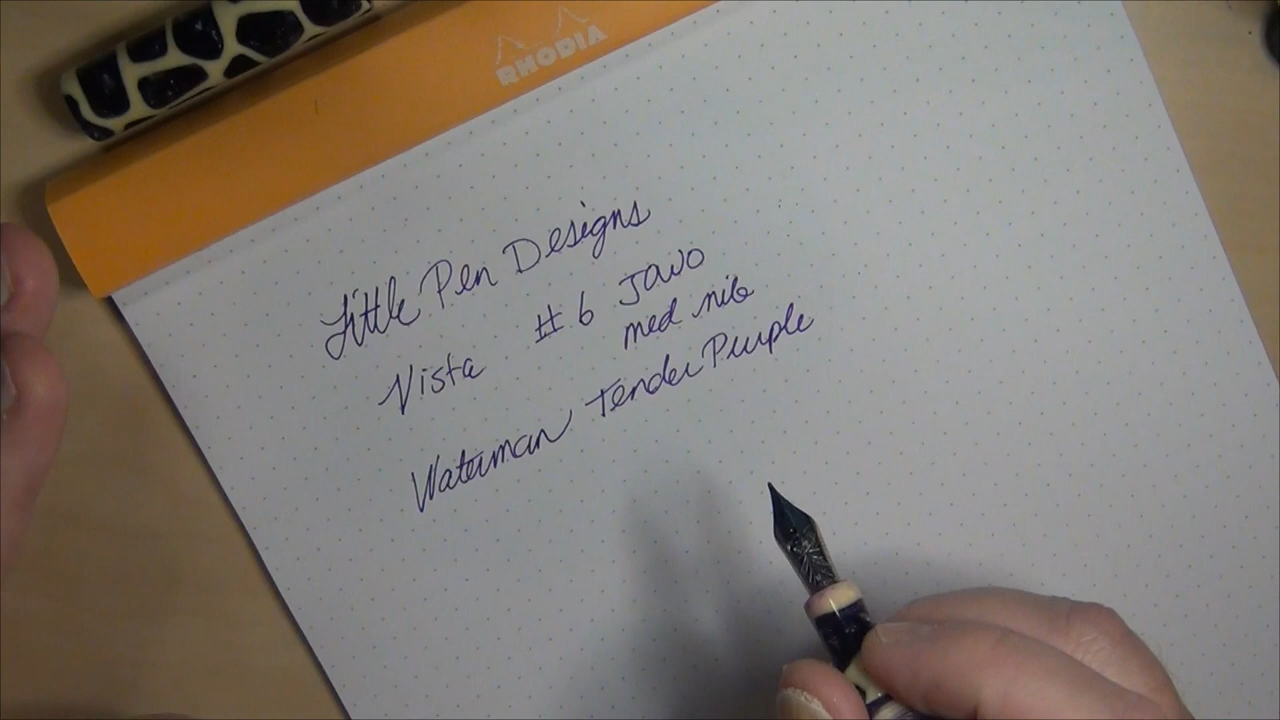 RHODIA
Little Pen Designs
Vista #6 JOWO
med nib
Waterman Tender Purple